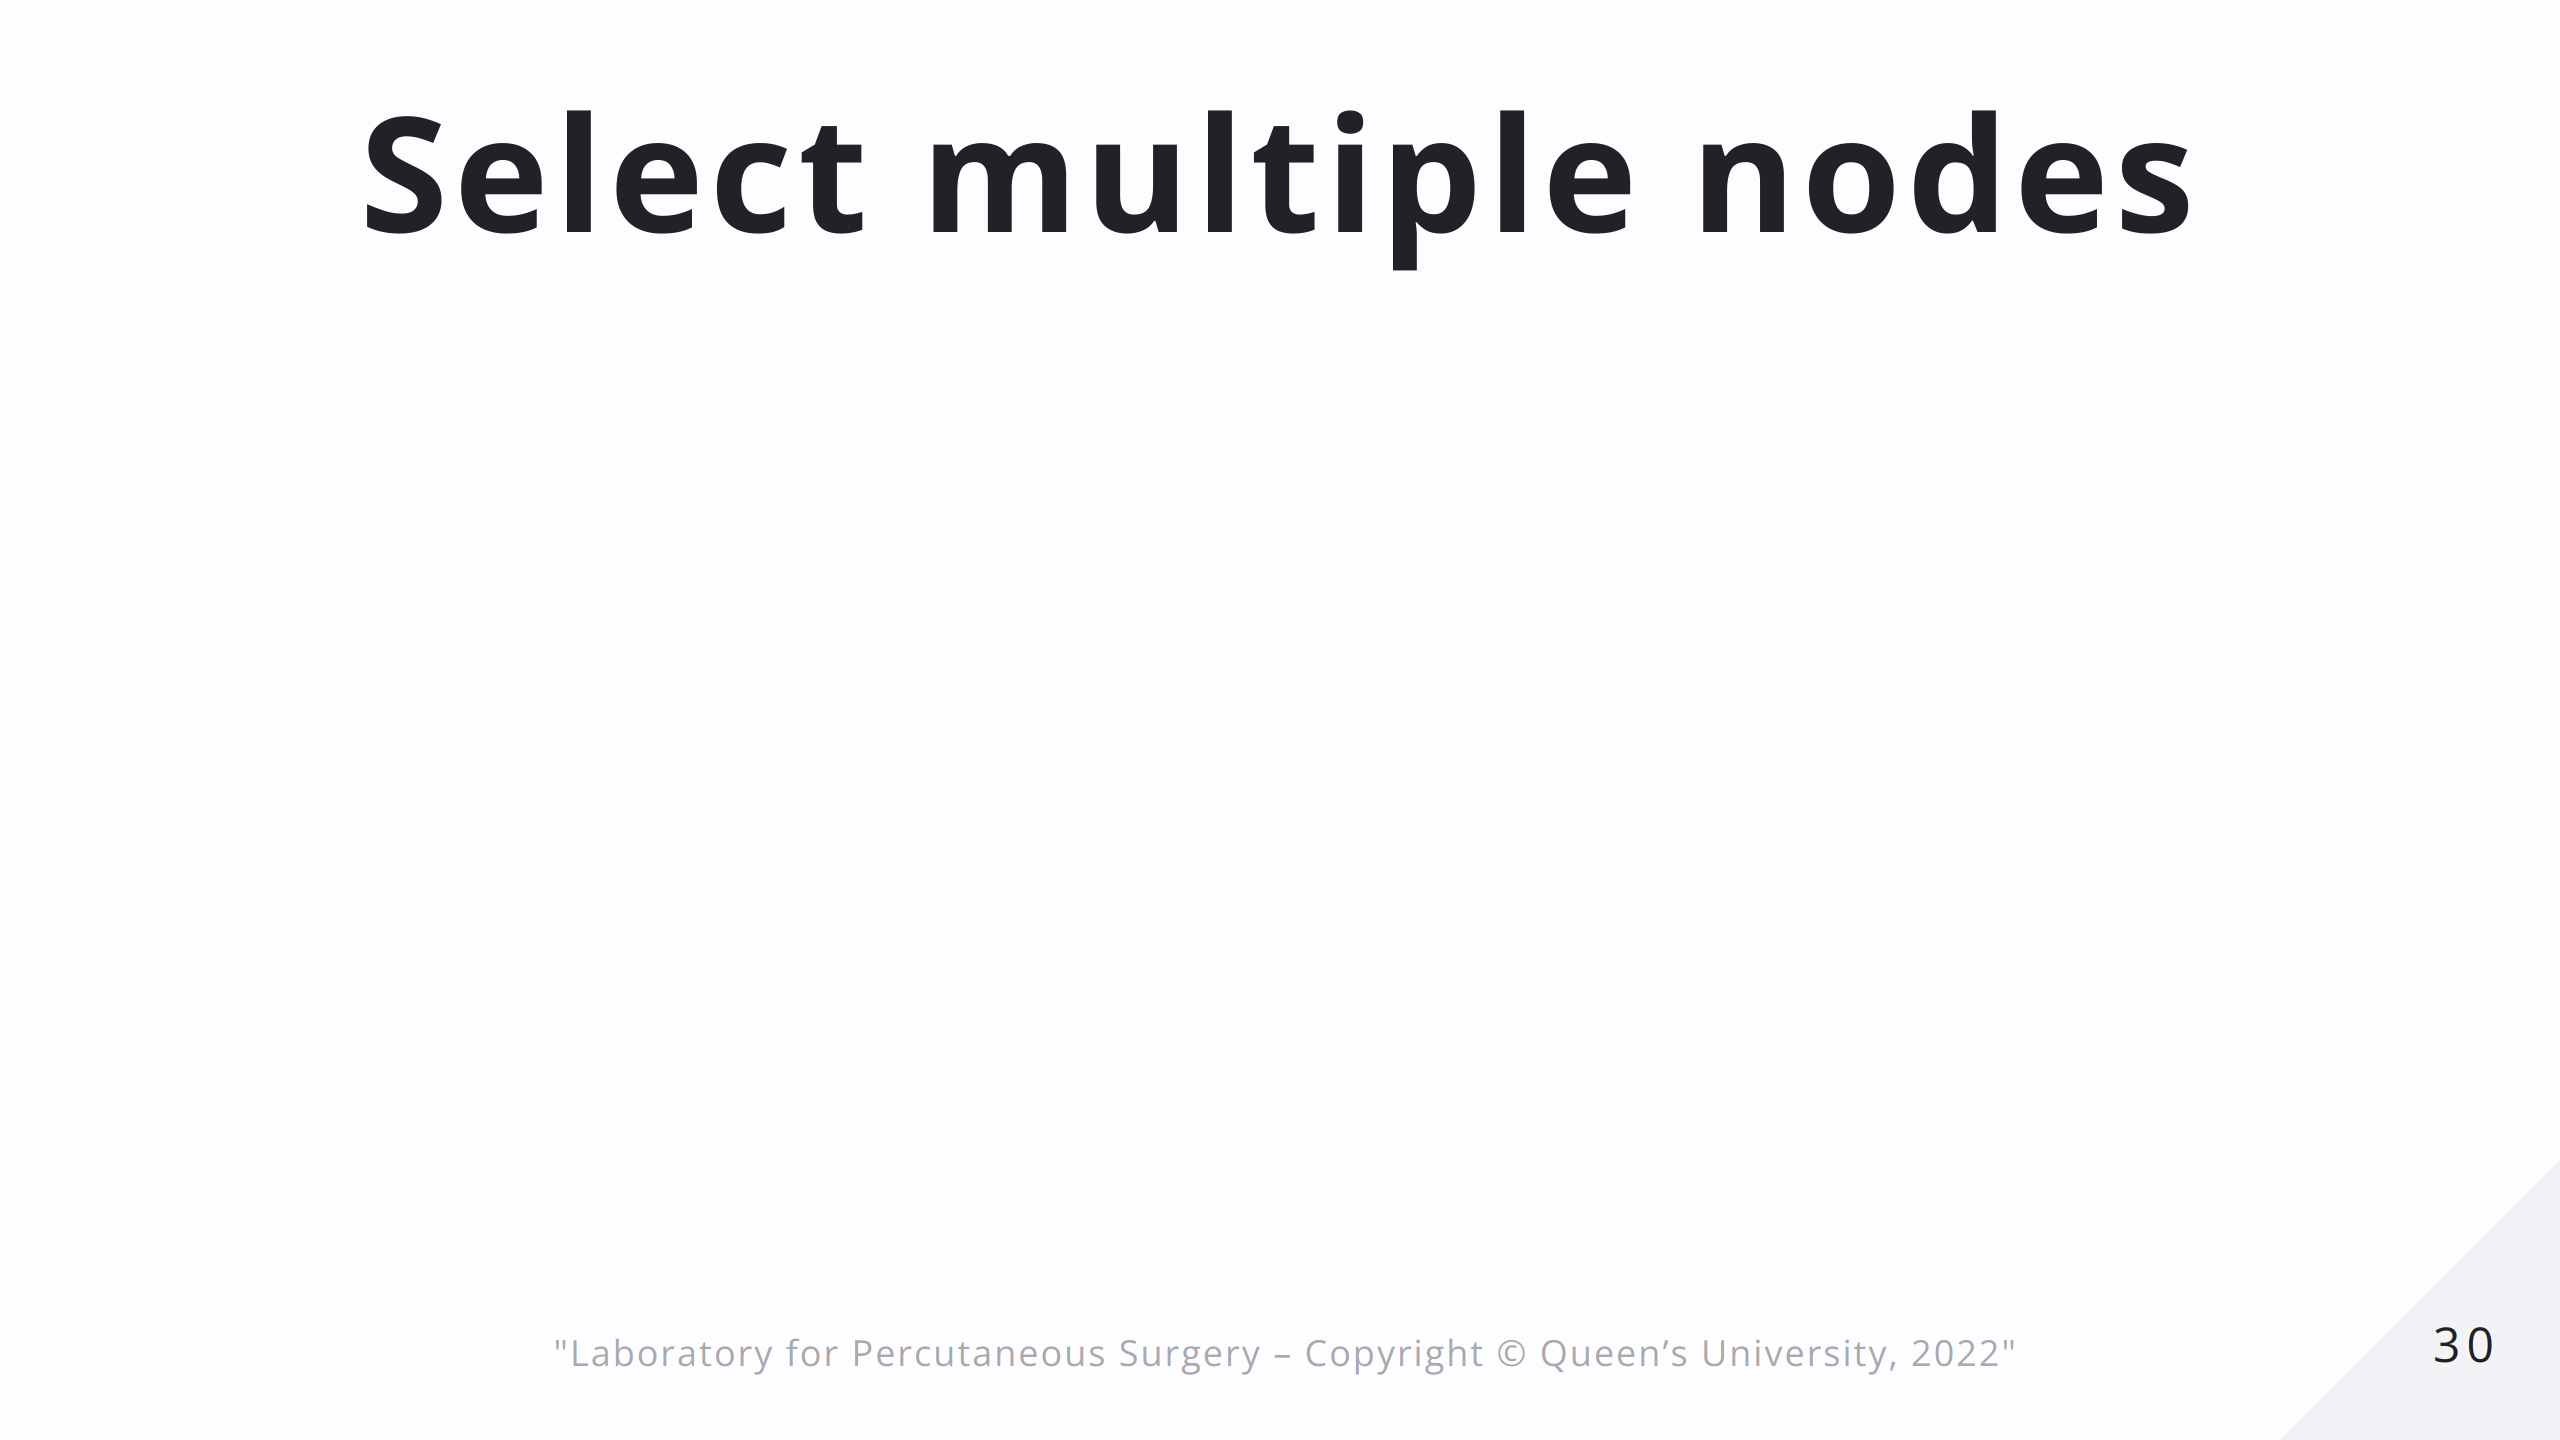 Select multiple nodes
"Laboratory for Percutaneous Surgery – Copyright © Queen’s University, 2022"
30